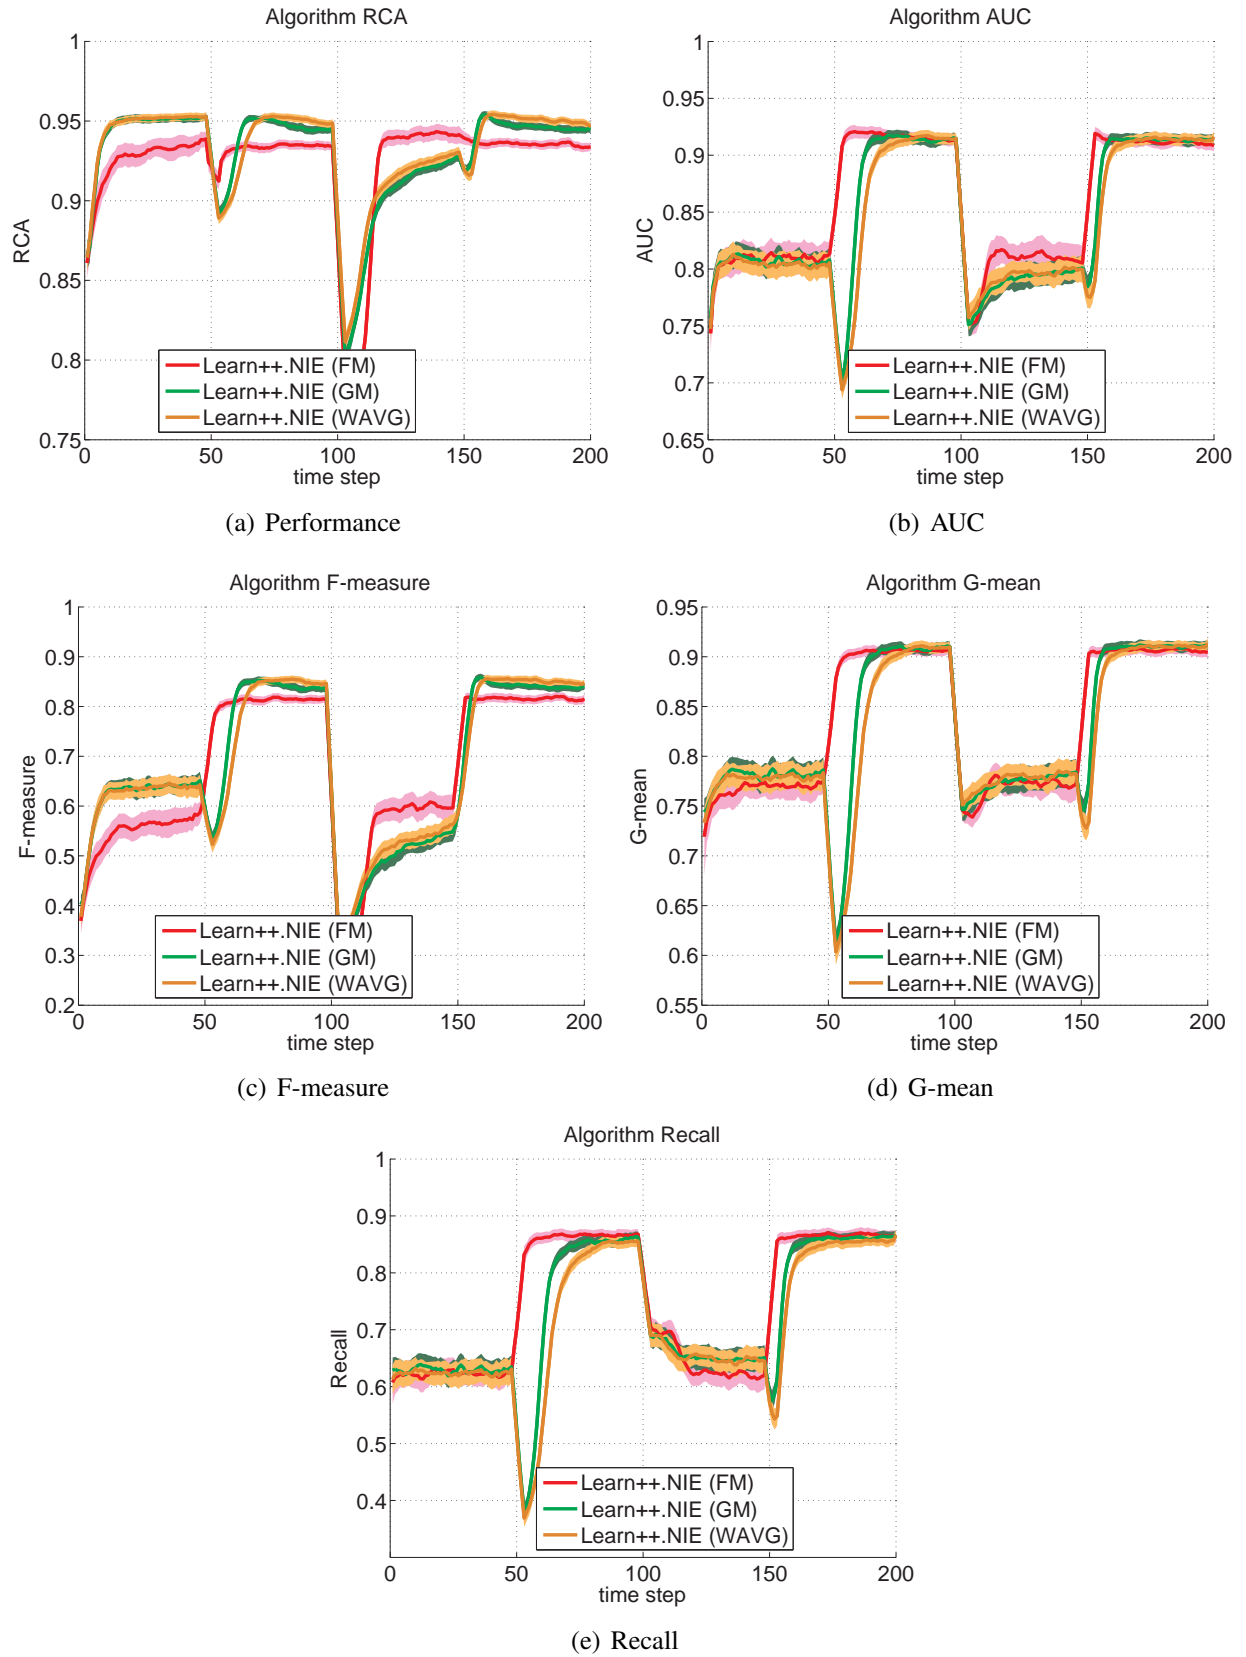 Algorithm RCA
1
0.95
0.9
0.85
0.8
0.75
RCA
Learn++.NIE (FM)
Learn++.NIE (GM)
Learn++.NIE (WAVG)
0 50 100 150 200
time step
(a) Performance
Algorithm AUC
1
0.95
0.9
0.85
0.8
0.75
0.7
0.65
AUC
Learn++.NIE (FM)
Learn++.NIE (GM)
Learn++.NIE (WAVG)
0 50 100 150 200
time step
(b) AUC
Algorithm F-measure
1
0.9
0.8
0.7
0.6
0.5
0.4
0.3
0.2
F-measure
Learn++.NIE (FM)
Learn++.NIE (GM)
Learn++.NIE (WAVG)
0 50 100 150 200
time step
(c) F-measure
Algorithm G-mean
0.95
0.9
0.85
0.8
0.75
0.7
0.65
0.6
0.55
G-mean
Learn++.NIE (FM)
Learn++.NIE (GM)
Learn++.NIE (WAVG)
0 50 100 150 200
time step
(d) G-mean
Algorithm Recall
1
0.9
0.8
0.7
0.6
0.5
0.4
Recall
Learn++.NIE (FM)
Learn++.NIE (GM)
Learn++.NIE (WAVG)
0 50 100 150 200
time step
(e) Recall